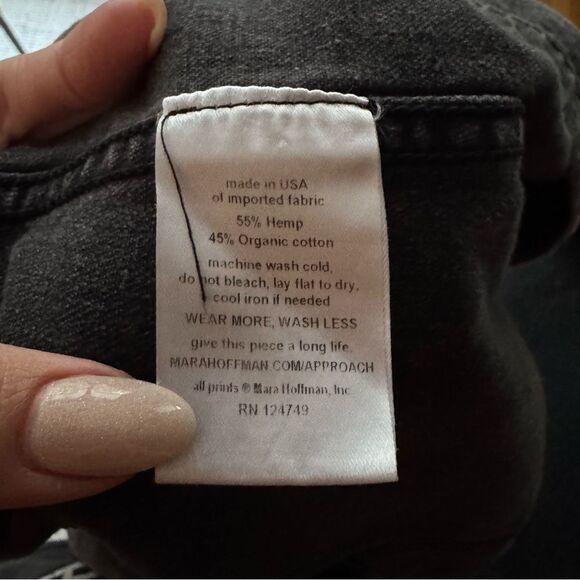 made in USA
of imported fabric
55% Hemp
45% Organic cotton
machine wash cold,
do not bleach, lay flat to dry,
cool iron if needed
WEAR MORE, WASH LESS
give this piece a long life.
MARAHOFFMAN.COM/APPROACH
all prints © Mara Hoffman, Inc.
RN 124749